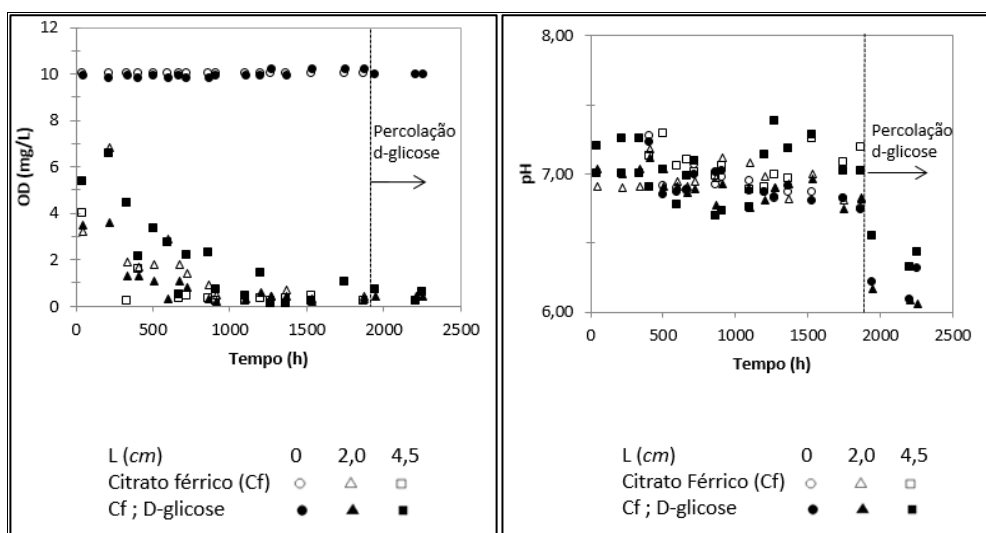 12
10
8
6
4
2
0
OD (mg/L)
Percolação
d-glicose
0 500 1000 1500 2000 2500
Tempo (h)
L (cm) 0 2,0 4,5
Citrato férrico (Cf)
Cf ; D-glicose
8,00
7,00
6,00
pH
Percolação
d-glicose
0 500 1000 1500 2000 2500
Tempo (h)
L (cm) 0 2,0 4,5
Citrato Férrico (Cf)
Cf ; D-glicose